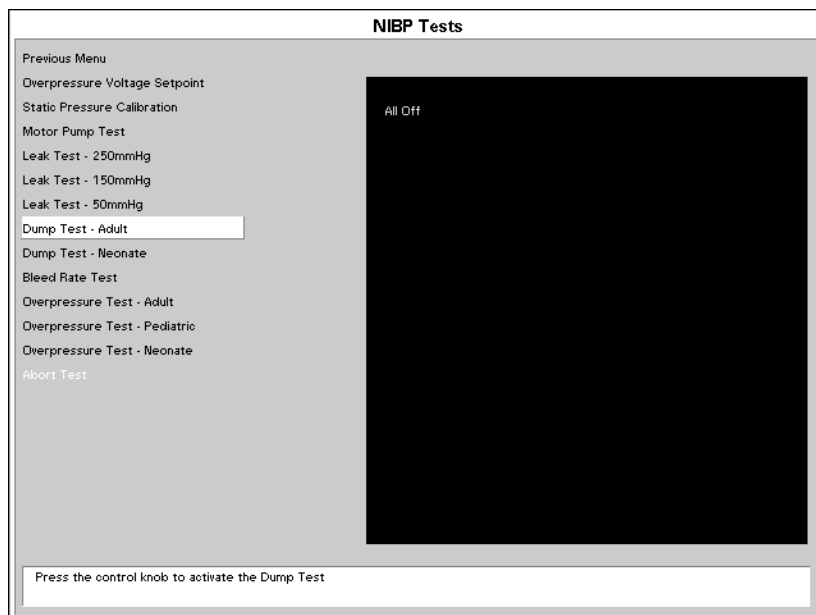 NIBP Tests
Previous Menu
Overpressure Voltage Setpoint
Static Pressure Calibration
Motor Pump Test
Leak Test - 250mmHg
Leak Test - 150mmHg
Leak Test - 50mmHg
Dump Test - Adult
Dump Test - Neonate
Bleed Rate Test
Overpressure Test - Adult
Overpressure Test - Pediatric
Overpressure Test - Neonate
Abort Test
All Off
Press the control knob to activate the Dump Test